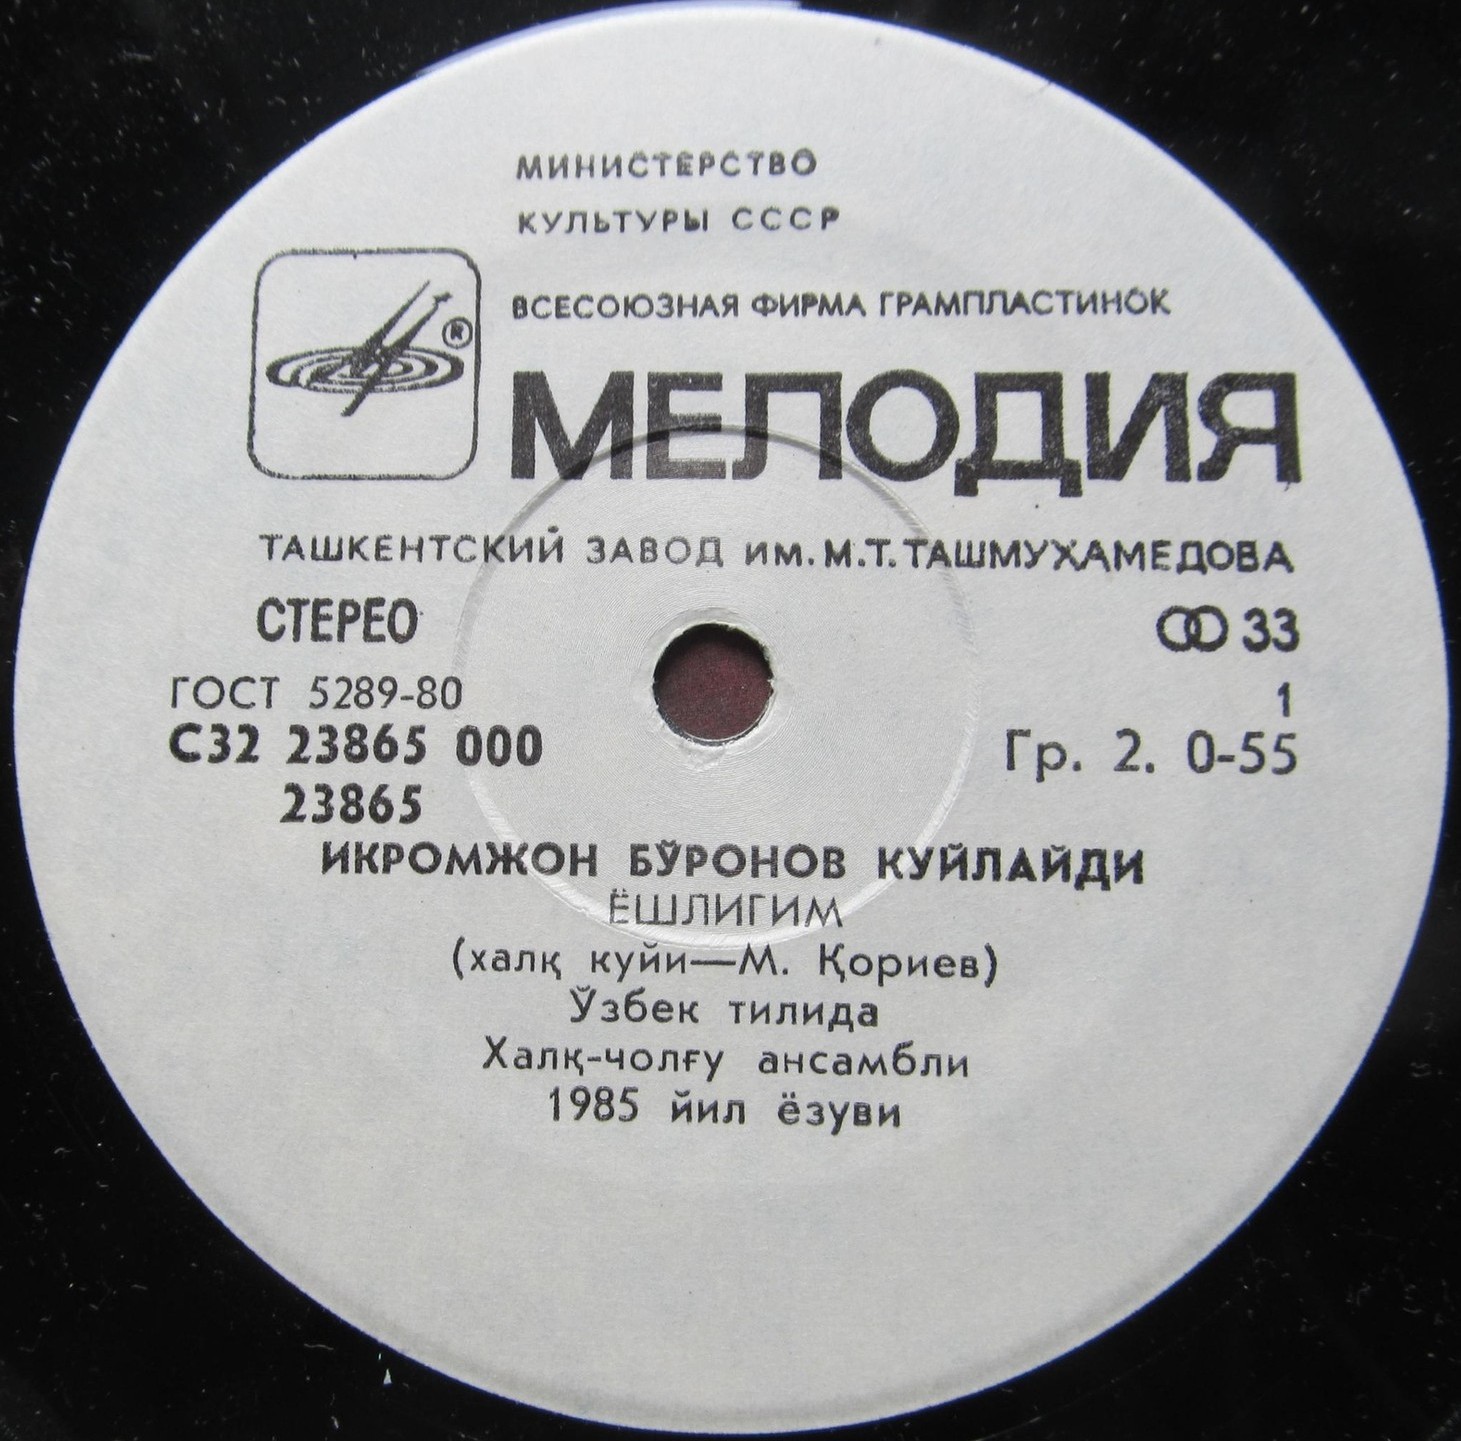 МИНИСТЕРСТВО
КУЛЬТУРЫ СССР
ВСЕСОЮЗНАЯ ФИРМА ГРАМПЛАСТИНОК
®
МЕЛОДИЯ
ТАШКЕНТСКИЙ ЗАВОД ИМ. М.Т. ТАШМУХАМЕДОВА
СТЕРЕО
33
ГОСТ 5289-80
1
С32 23865 000
Гр. 2. 0-55
23865
ИКРОМЖОН БЎРОНОВ КУЙЛАЙДИ
ЁШЛИГИМ
(халқ куйи—М. Қориев)
Ўзбек тилида
Халқ-чолғу ансамбли
1985 йил ёзуви